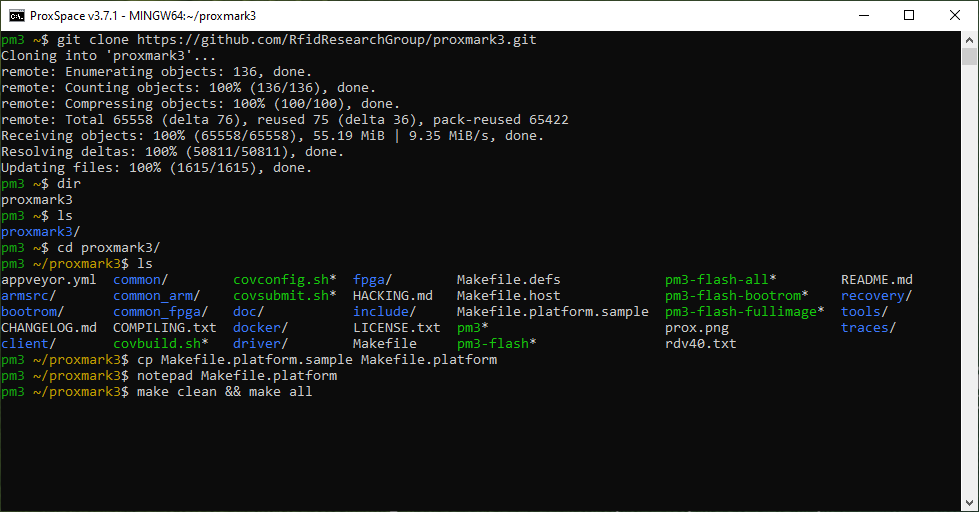 ProxSpace v3.7.1 - MINGW64:~/proxmark3
pm3 ~$ git clone https://github.com/RfidResearchGroup/proxmark3.git
Cloning into 'proxmark3'...
remote: Enumerating objects: 136, done.
remote: Counting objects: 100% (136/136), done.
remote: Compressing objects: 100% (100/100), done.
remote: Total 65558 (delta 76), reused 75 (delta 36), pack-reused 65422
Receiving objects: 100% (65558/65558), 55.19 MiB | 9.35 MiB/s, done.
Resolving deltas: 100% (50811/50811), done.
Updating files: 100% (1615/1615), done.
pm3 ~$ dir
proxmark3
pm3 ~$ ls
proxmark3/
pm3 ~$ cd proxmark3/
pm3 ~/proxmark3$ ls
appveyor.yml common/ covconfig.sh* fpga/ Makefile.defs pm3-flash-all* README.md
armsrc/ common_arm/ covsubmit.sh* HACKING.md Makefile.host pm3-flash-bootrom* recovery/
bootrom/ common_fpga/ doc/ include/ Makefile.platform.sample pm3-flash-fullimage* tools/
CHANGELOG.md COMPILING.txt docker/ LICENSE.txt pm3* prox.png traces/
client/ covbuild.sh* driver/ Makefile pm3-flash* rdv40.txt
pm3 ~/proxmark3$ cp Makefile.platform.sample Makefile.platform
pm3 ~/proxmark3$ notepad Makefile.platform
pm3 ~/proxmark3$ make clean && make all